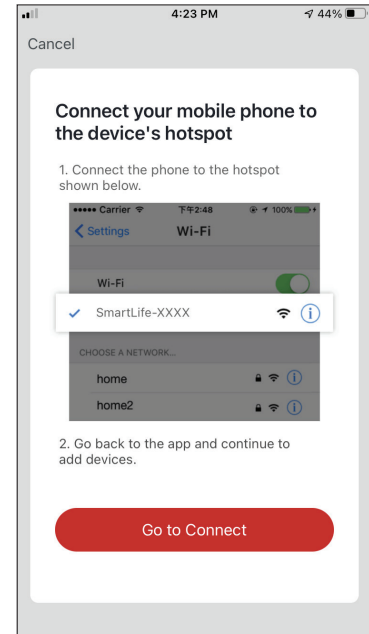 4:23 PM 44%
Cancel
Connect your mobile phone to
the device's hotspot
1. Connect the phone to the hotspot
shown below.
Carrier 下午2:48 100%
Settings Wi-Fi
Wi-Fi
SmartLife-XXXX
CHOOSE A NETWORK...
home
home2
2. Go back to the app and continue to
add devices.
Go to Connect